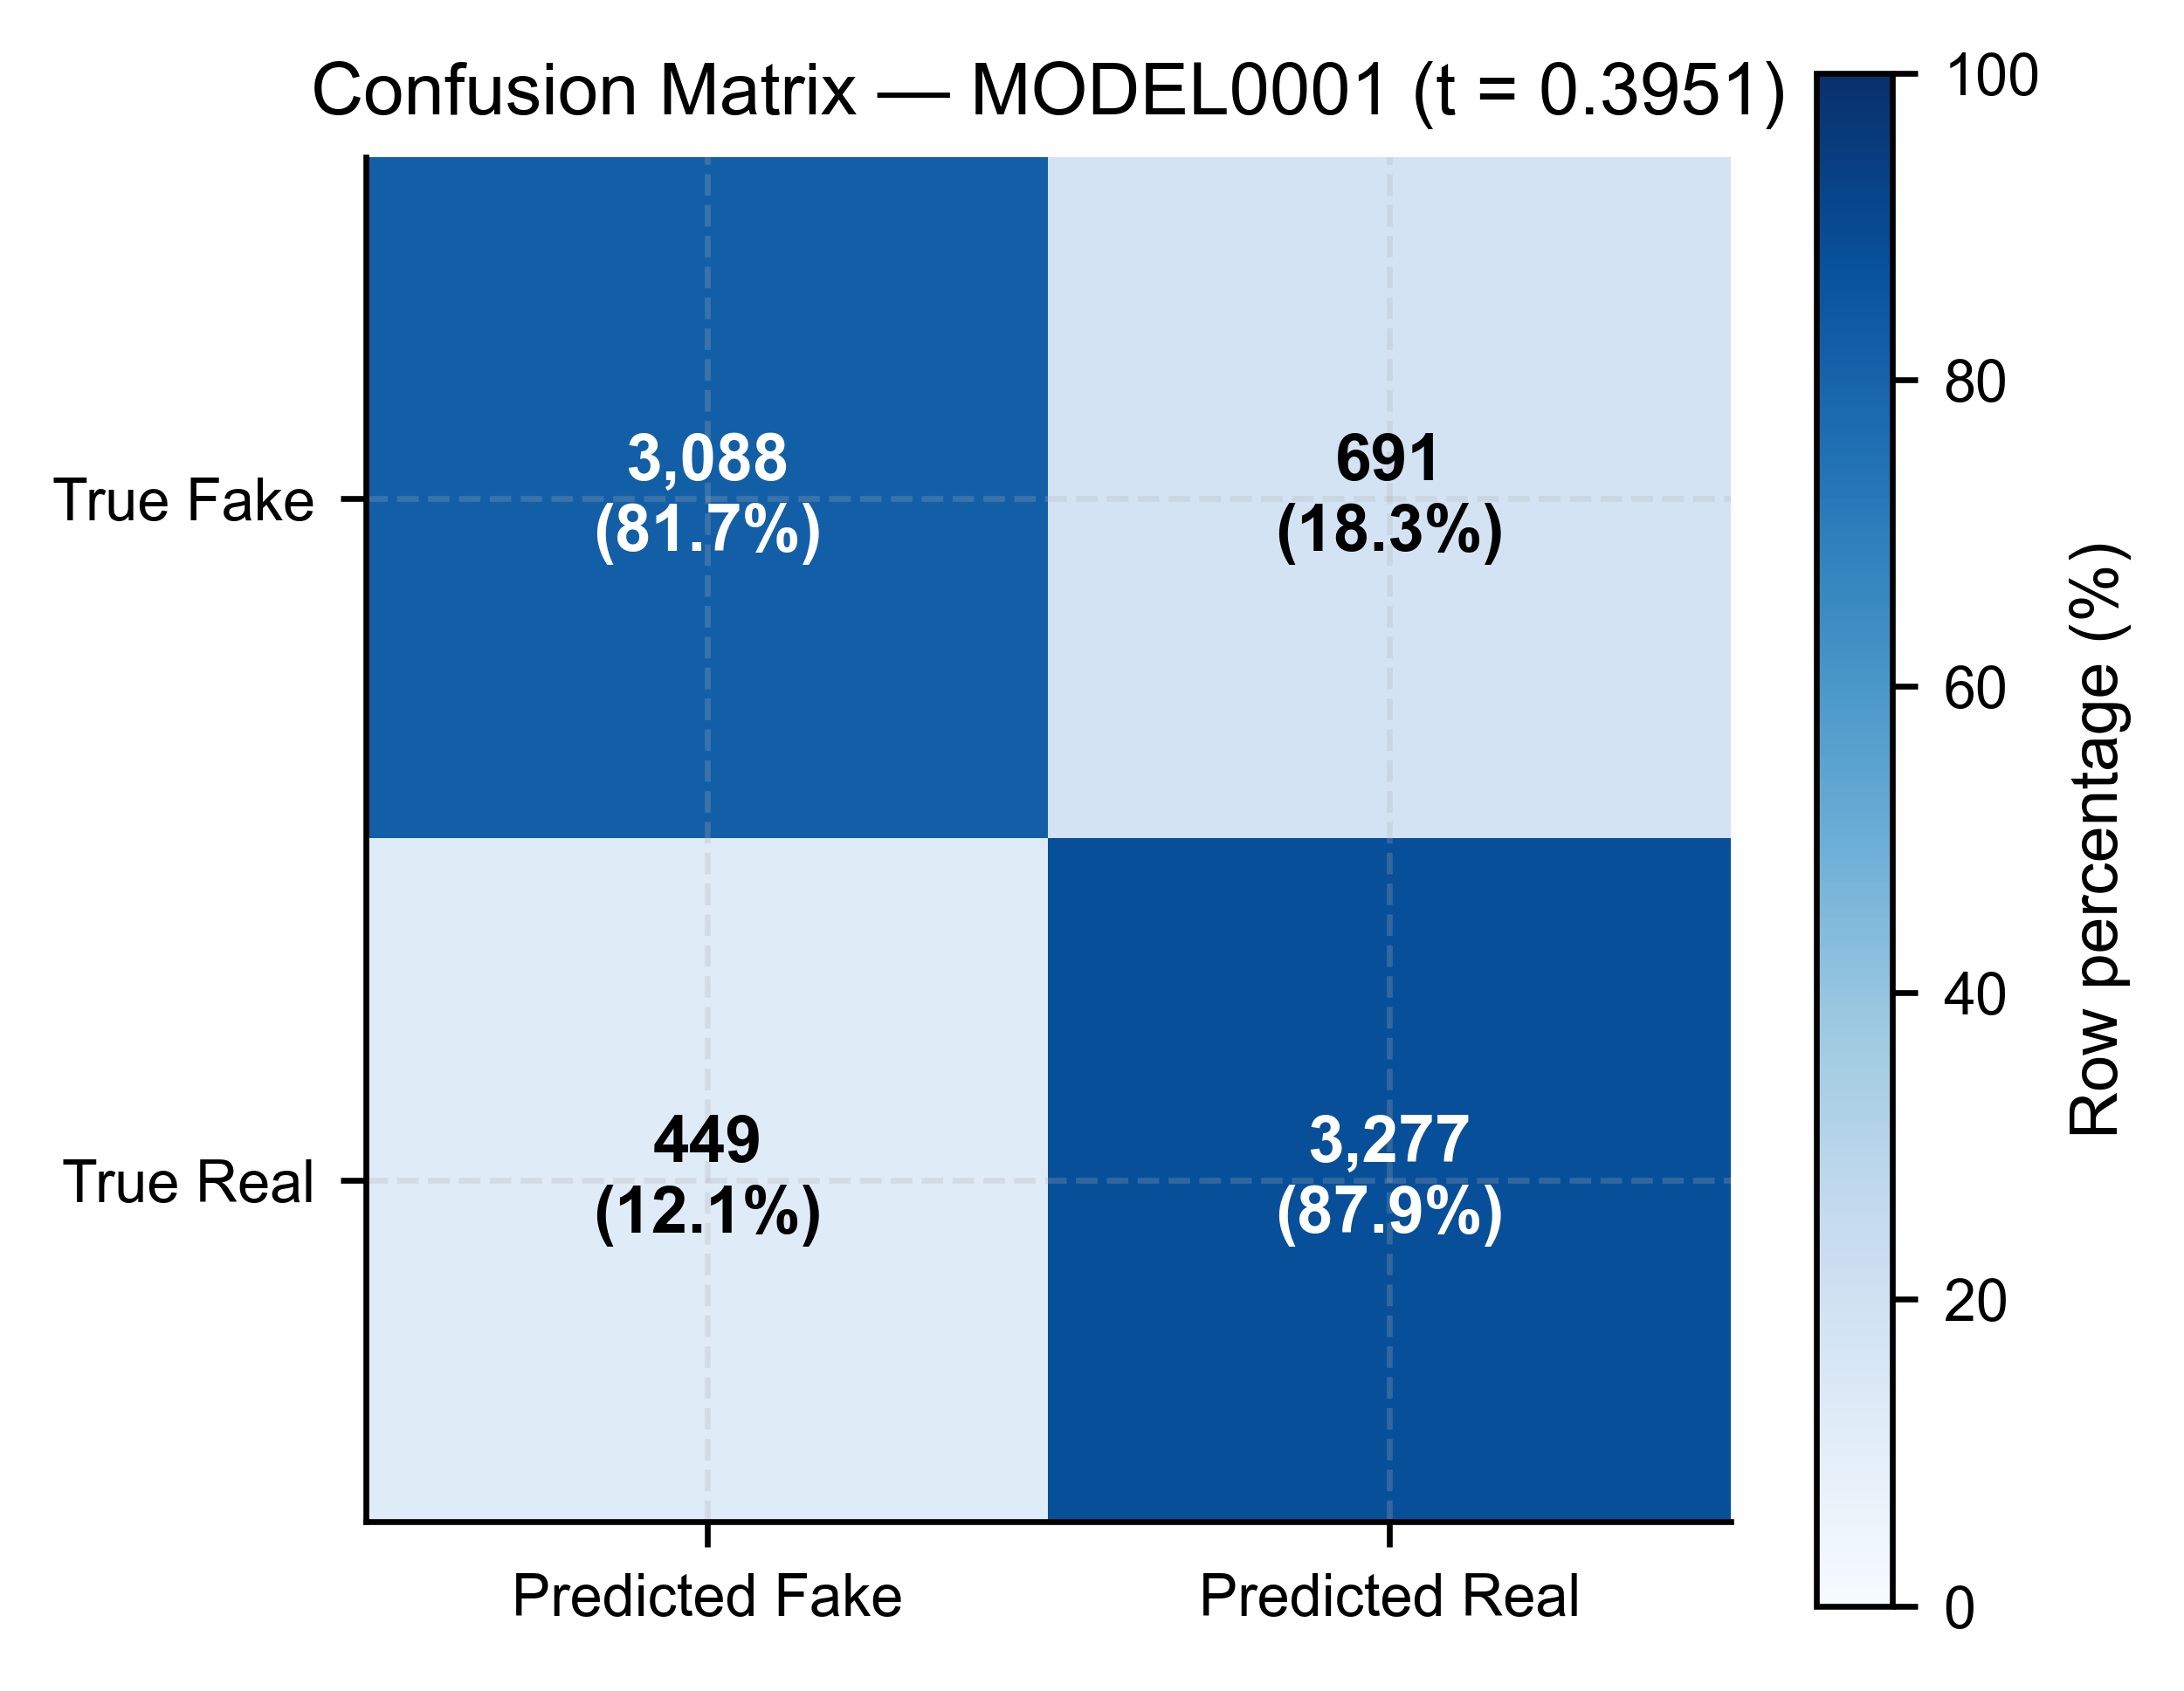 Confusion Matrix — MODEL0001 (t = 0.3951)
True Fake
3,088
(81.7%)
691
(18.3%)
True Real
449
(12.1%)
3,277
(87.9%)
Predicted Fake
Predicted Real
100
80
60
40
20
0
Row percentage (%)